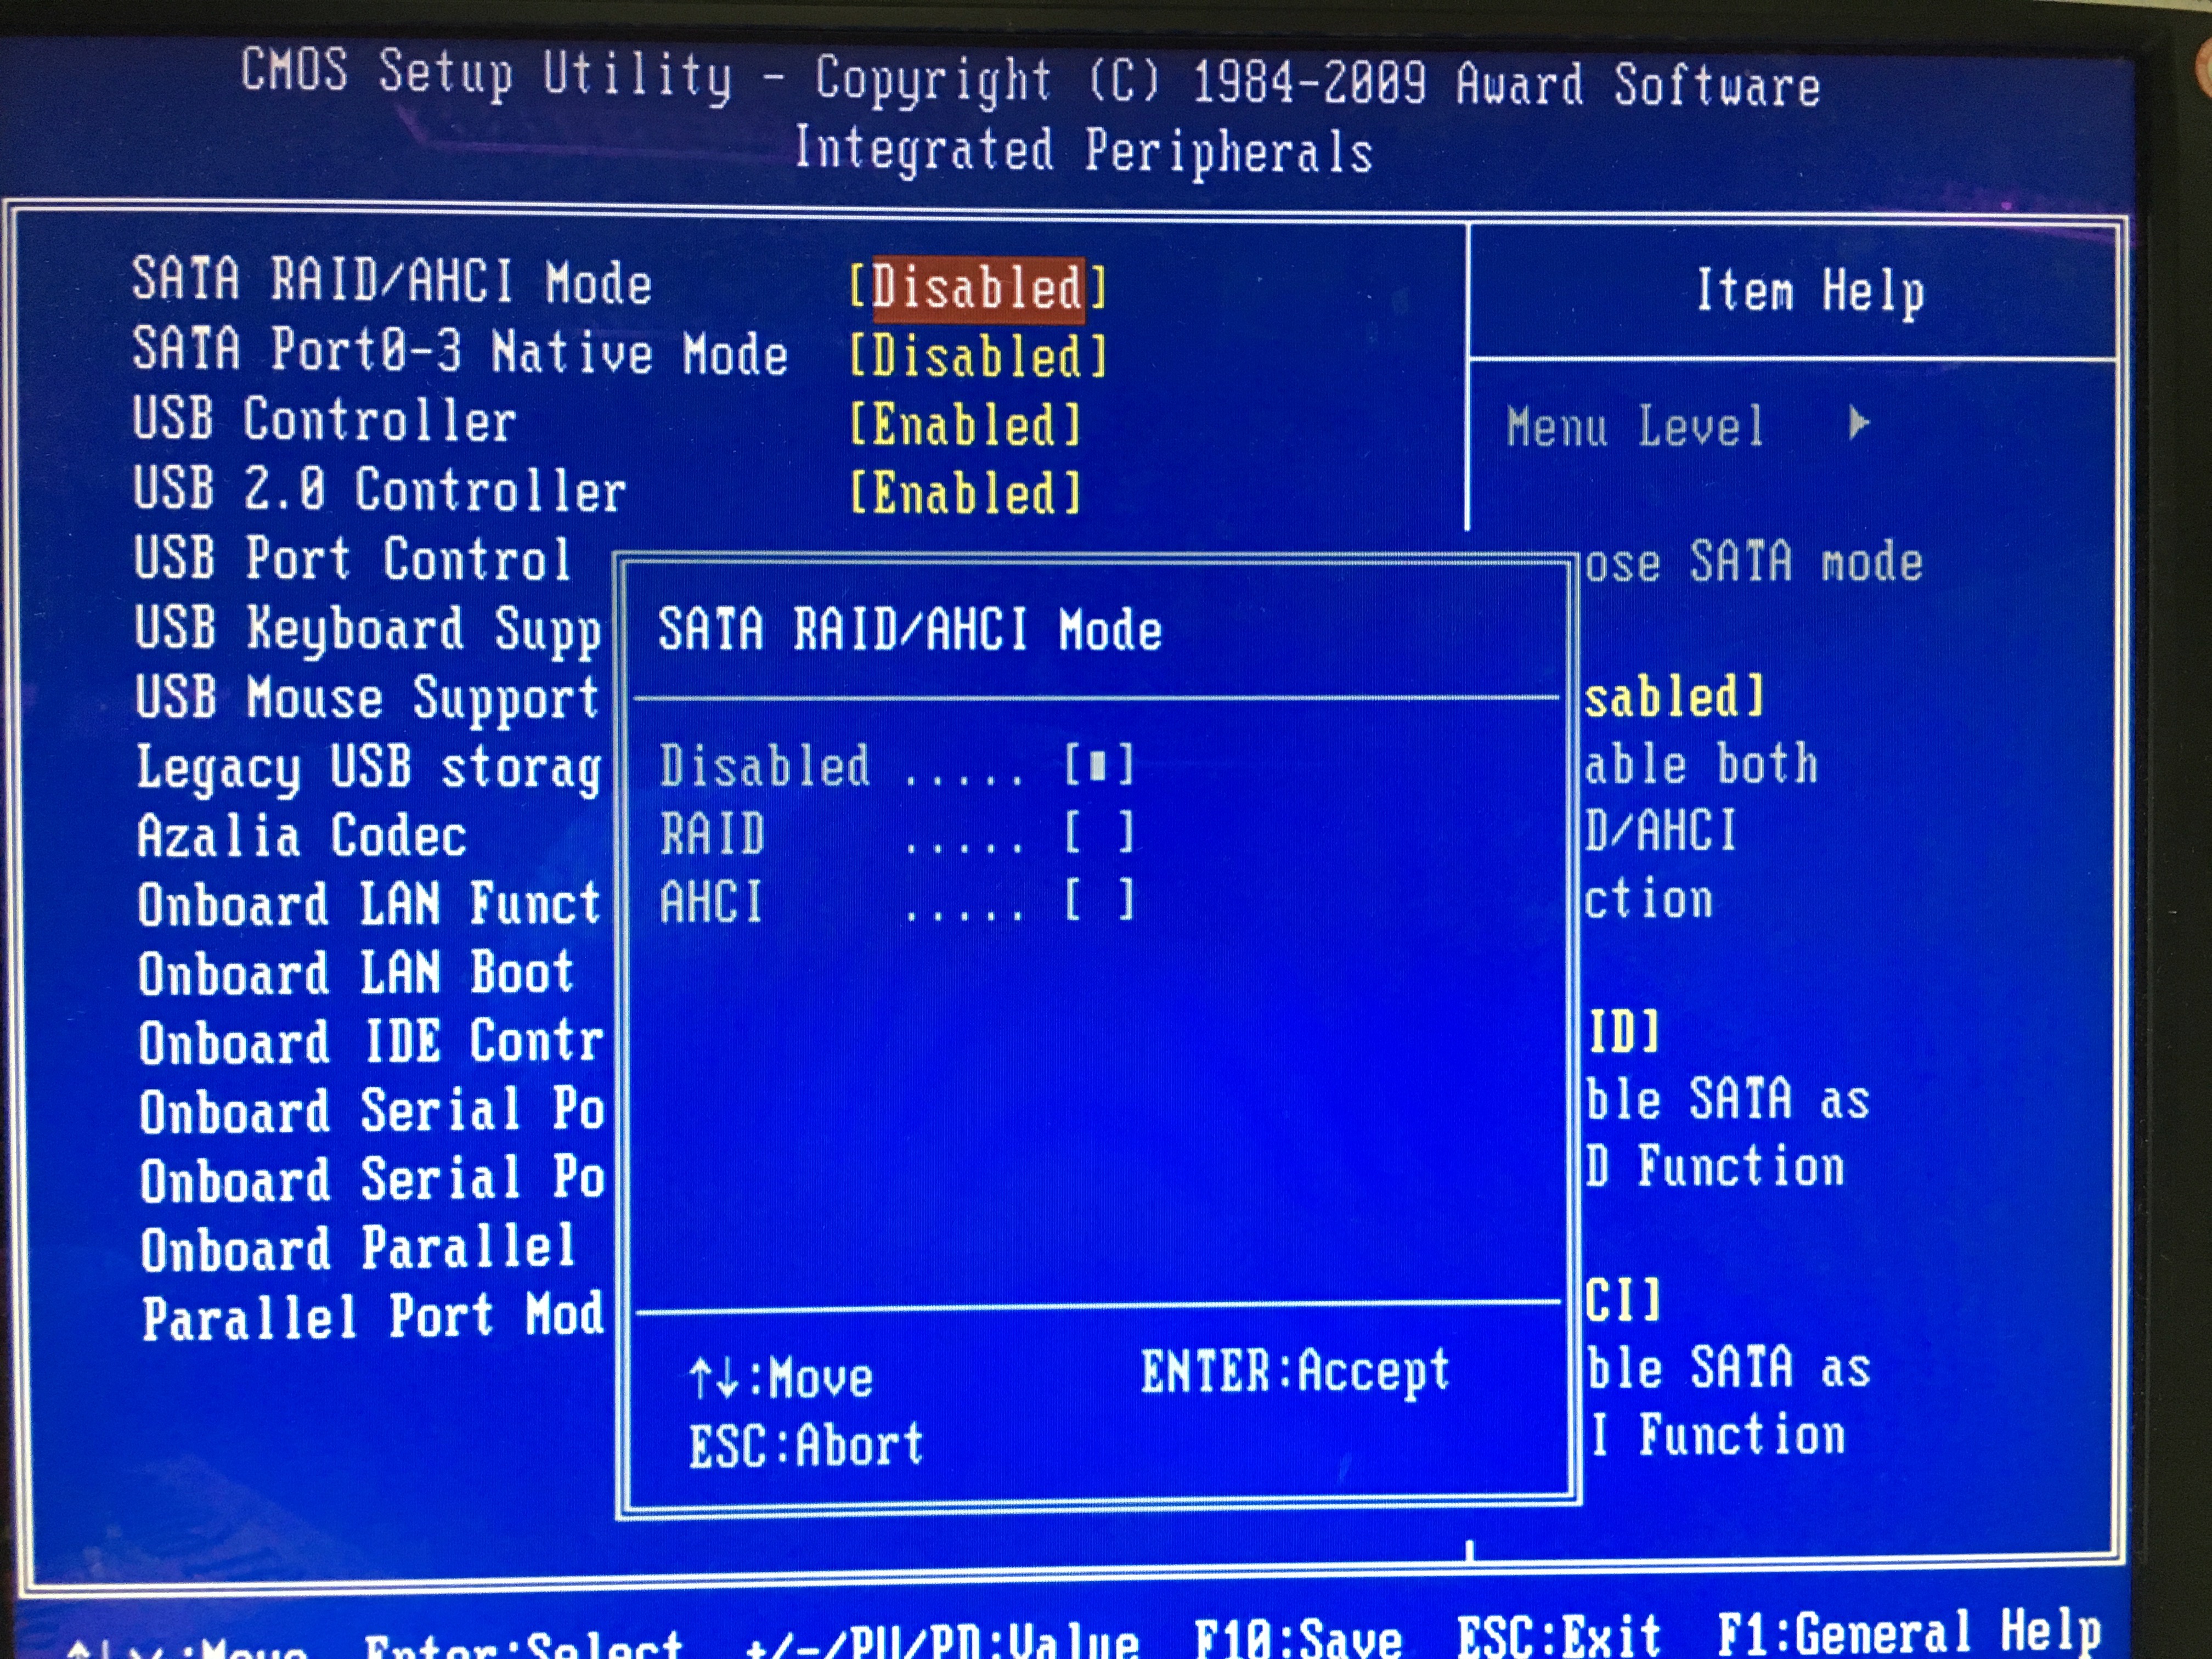 CMOS Setup Utility - Copyright (C) 1984-2009 Award Software
Integrated Peripherals
SATA RAID/AHCI Mode [Disabled]
SATA Port0-3 Native Mode [Disabled]
USB Controller [Enabled]
USB 2.0 Controller [Enabled]
USB Port Control
USB Keyboard Supp
USB Mouse Support
Legacy USB storag
Azalia Codec
Onboard LAN Funct
Onboard LAN Boot
Onboard IDE Contr
Onboard Serial Po
Onboard Serial Po
Onboard Parallel
Parallel Port Mod
SATA RAID/AHCI Mode
Disabled ..... [▮]
RAID ..... [ ]
AHCI ..... [ ]
↑↓:Move ENTER:Accept
ESC:Abort
Item Help
Menu Level ►
ose SATA mode
sabled]
able both
D/AHCI
ction
ID]
ble SATA as
D Function
CI]
ble SATA as
I Function
:Move Enter:Select +/-/PU/PD:Value F10:Save ESC:Exit F1:General Help